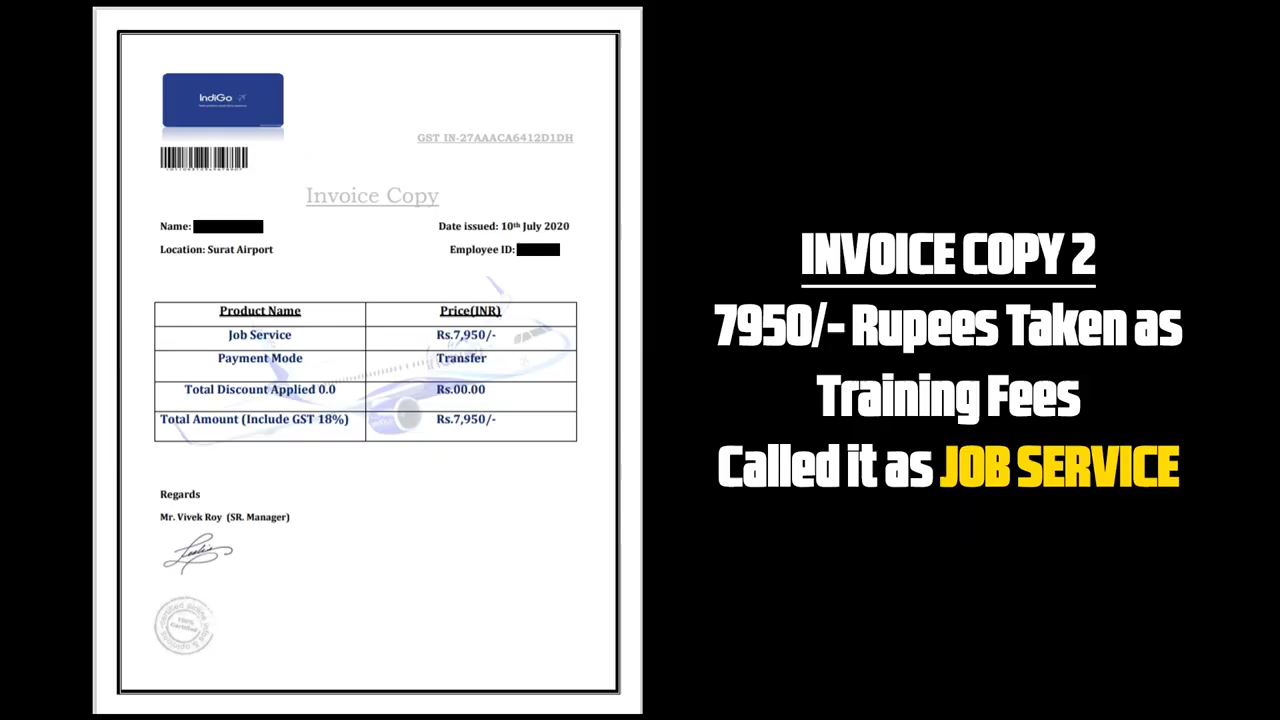 IndiGo
GST IN-27AAACA6412D1DH
Invoice Copy
Name:
Date issued: 10th July 2020
Location: Surat Airport
Employee ID:
Product Name Price(INR)
Job Service Rs.7,950/-
Payment Mode Transfer
Total Discount Applied 0.0 Rs.00.00
Total Amount (Include GST 18%) Rs.7,950/-
Regards
Mr. Vivek Roy (SR. Manager)
100%
Certified
INVOICE COPY 2
7950/- Rupees Taken as
Training Fees
Called it as JOB SERVICE